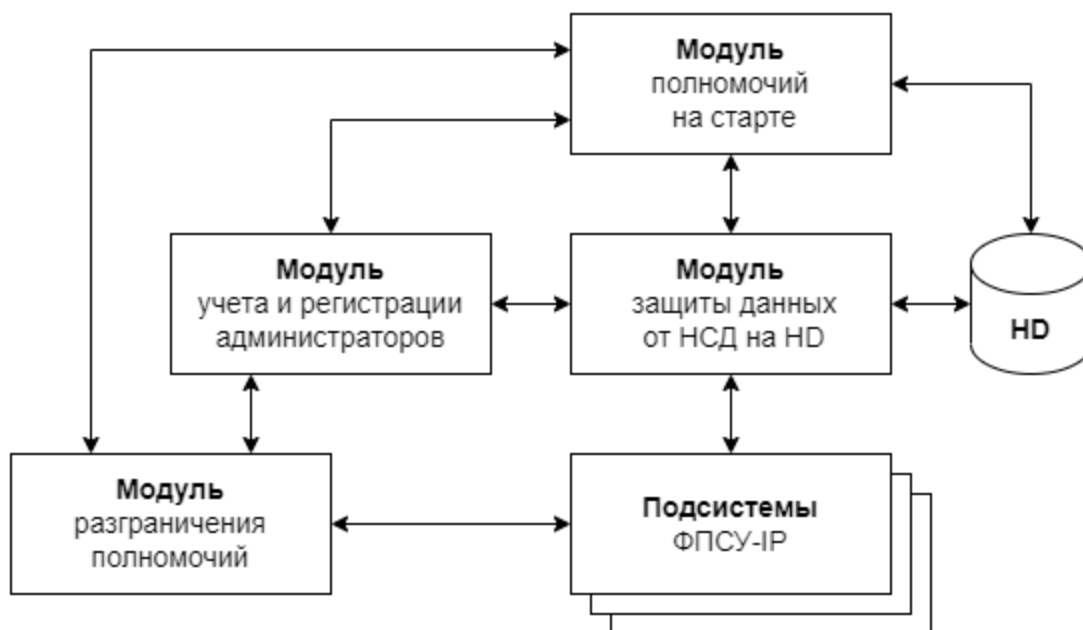 Модуль
полномочий
на старте
Модуль
учета и регистрации
администраторов
Модуль
защиты данных
от НСД на HD
HD
Модуль
разграничения
полномочий
Подсистемы
ФПСУ-IP